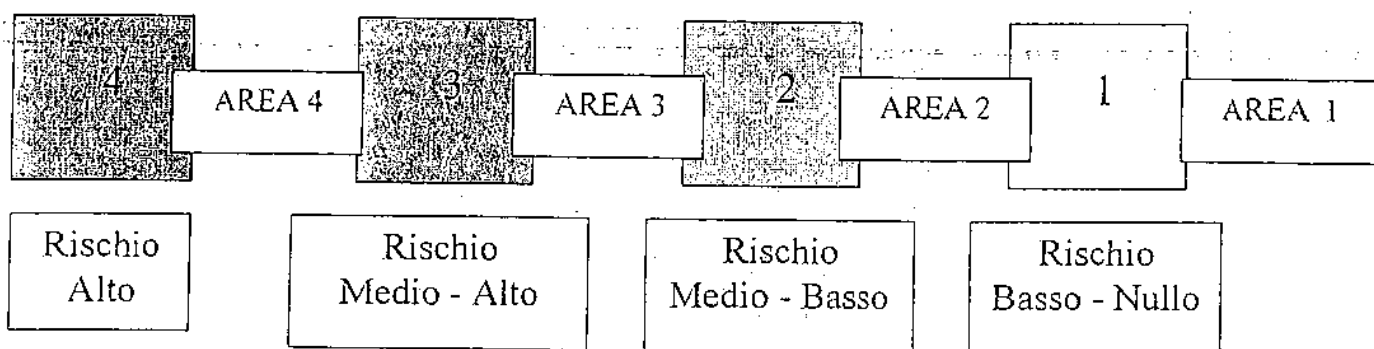 4
AREA 4
3
AREA 3
2
AREA 2
1
AREA 1
Rischio
Alto
Rischio
Medio - Alto
Rischio
Medio - Basso
Rischio
Basso - Nullo